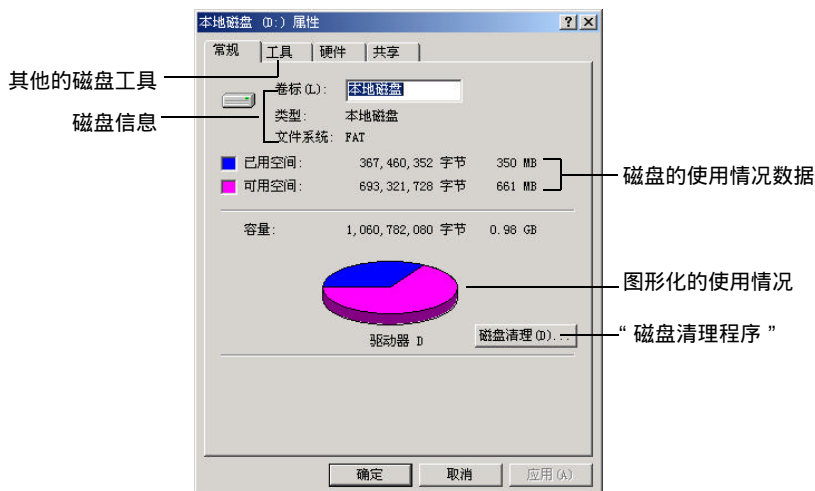 本地磁盘 (D:) 属性
常规 工具 硬件 共享
其他的磁盘工具
卷标(L): 本地磁盘
磁盘信息
类型: 本地磁盘
文件系统: FAT
已用空间: 367,460,352 字节 350 MB
可用空间: 693,321,728 字节 661 MB
磁盘的使用情况数据
容量: 1,060,782,080 字节 0.98 GB
图形化的使用情况
驱动器 D
磁盘清理(D)...
“磁盘清理程序”
确定 取消 应用(A)